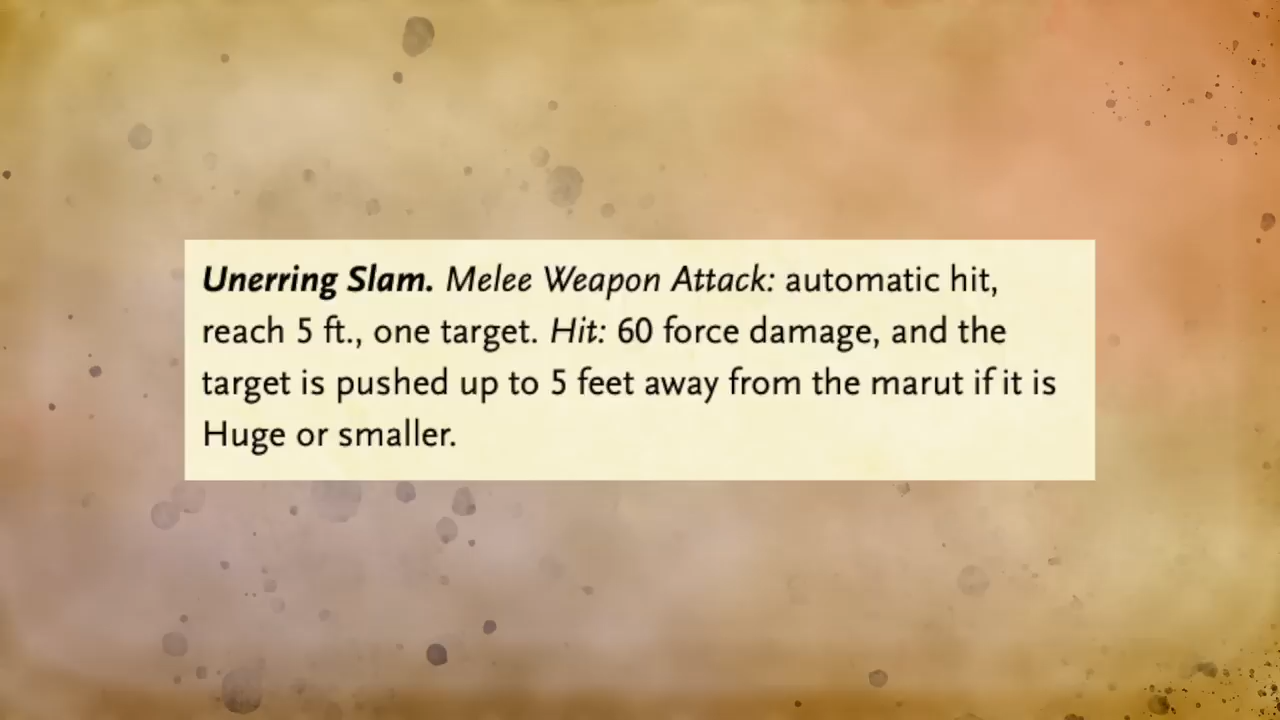 Unerring Slam. Melee Weapon Attack: automatic hit,
reach 5 ft., one target. Hit: 60 force damage, and the
target is pushed up to 5 feet away from the marut if it is
Huge or smaller.